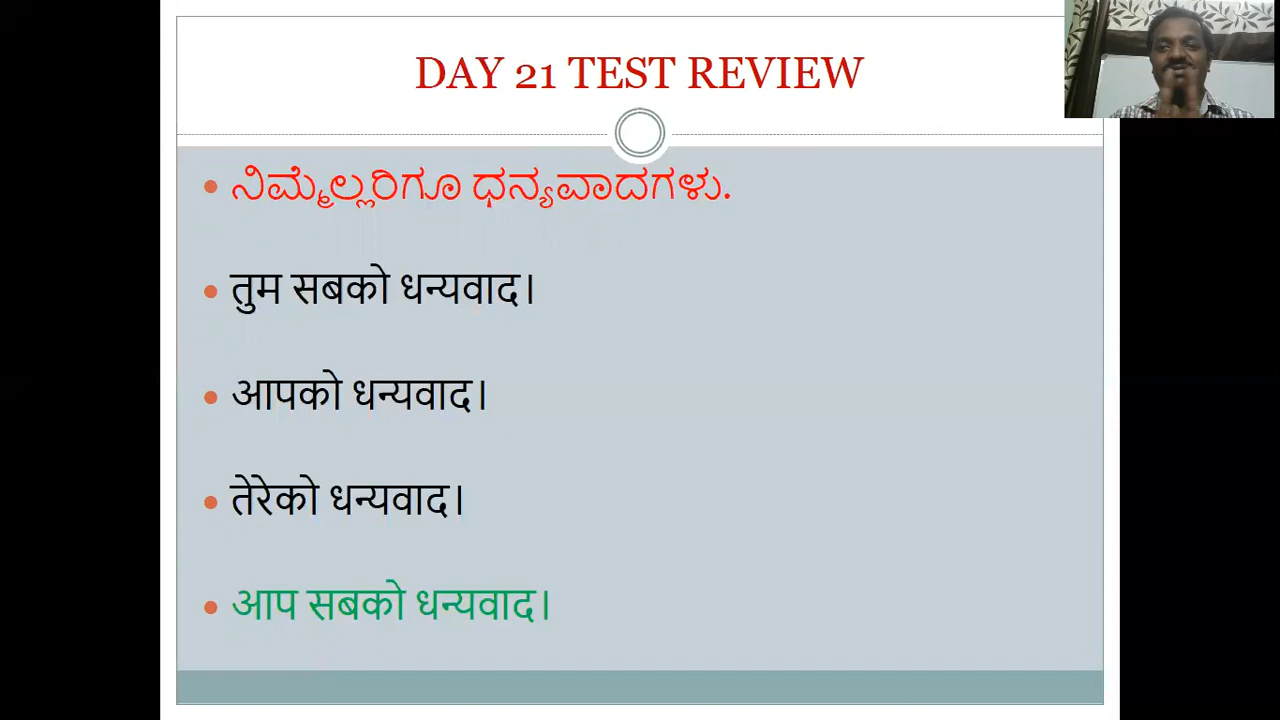 DAY 21 TEST REVIEW
ನಿಮ್ಮೆಲ್ಲರಿಗೂ ಧನ್ಯವಾದಗಳು.
तुम सबको धन्यवाद।
आपको धन्यवाद।
तेरेको धन्यवाद।
आप सबको धन्यवाद।